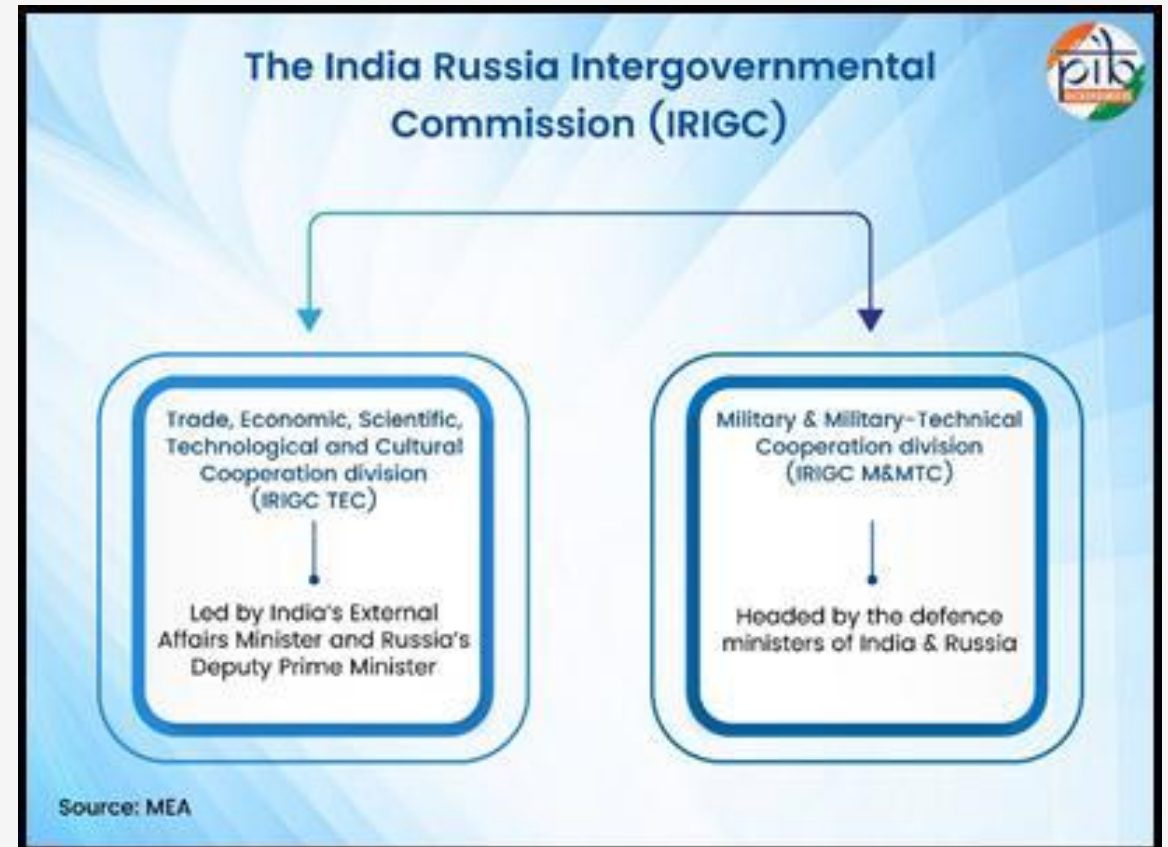 The India Russia Intergovernmental
Commission (IRIGC)
pib
Trade, Economic, Scientific,
Technological and Cultural
Cooperation division
(IRIGC TEC)
Led by India's External
Affairs Minister and Russia's
Deputy Prime Minister
Military & Military-Technical
Cooperation division
(IRIGC M&MTC)
Headed by the defence
ministers of India & Russia
Source: MEA